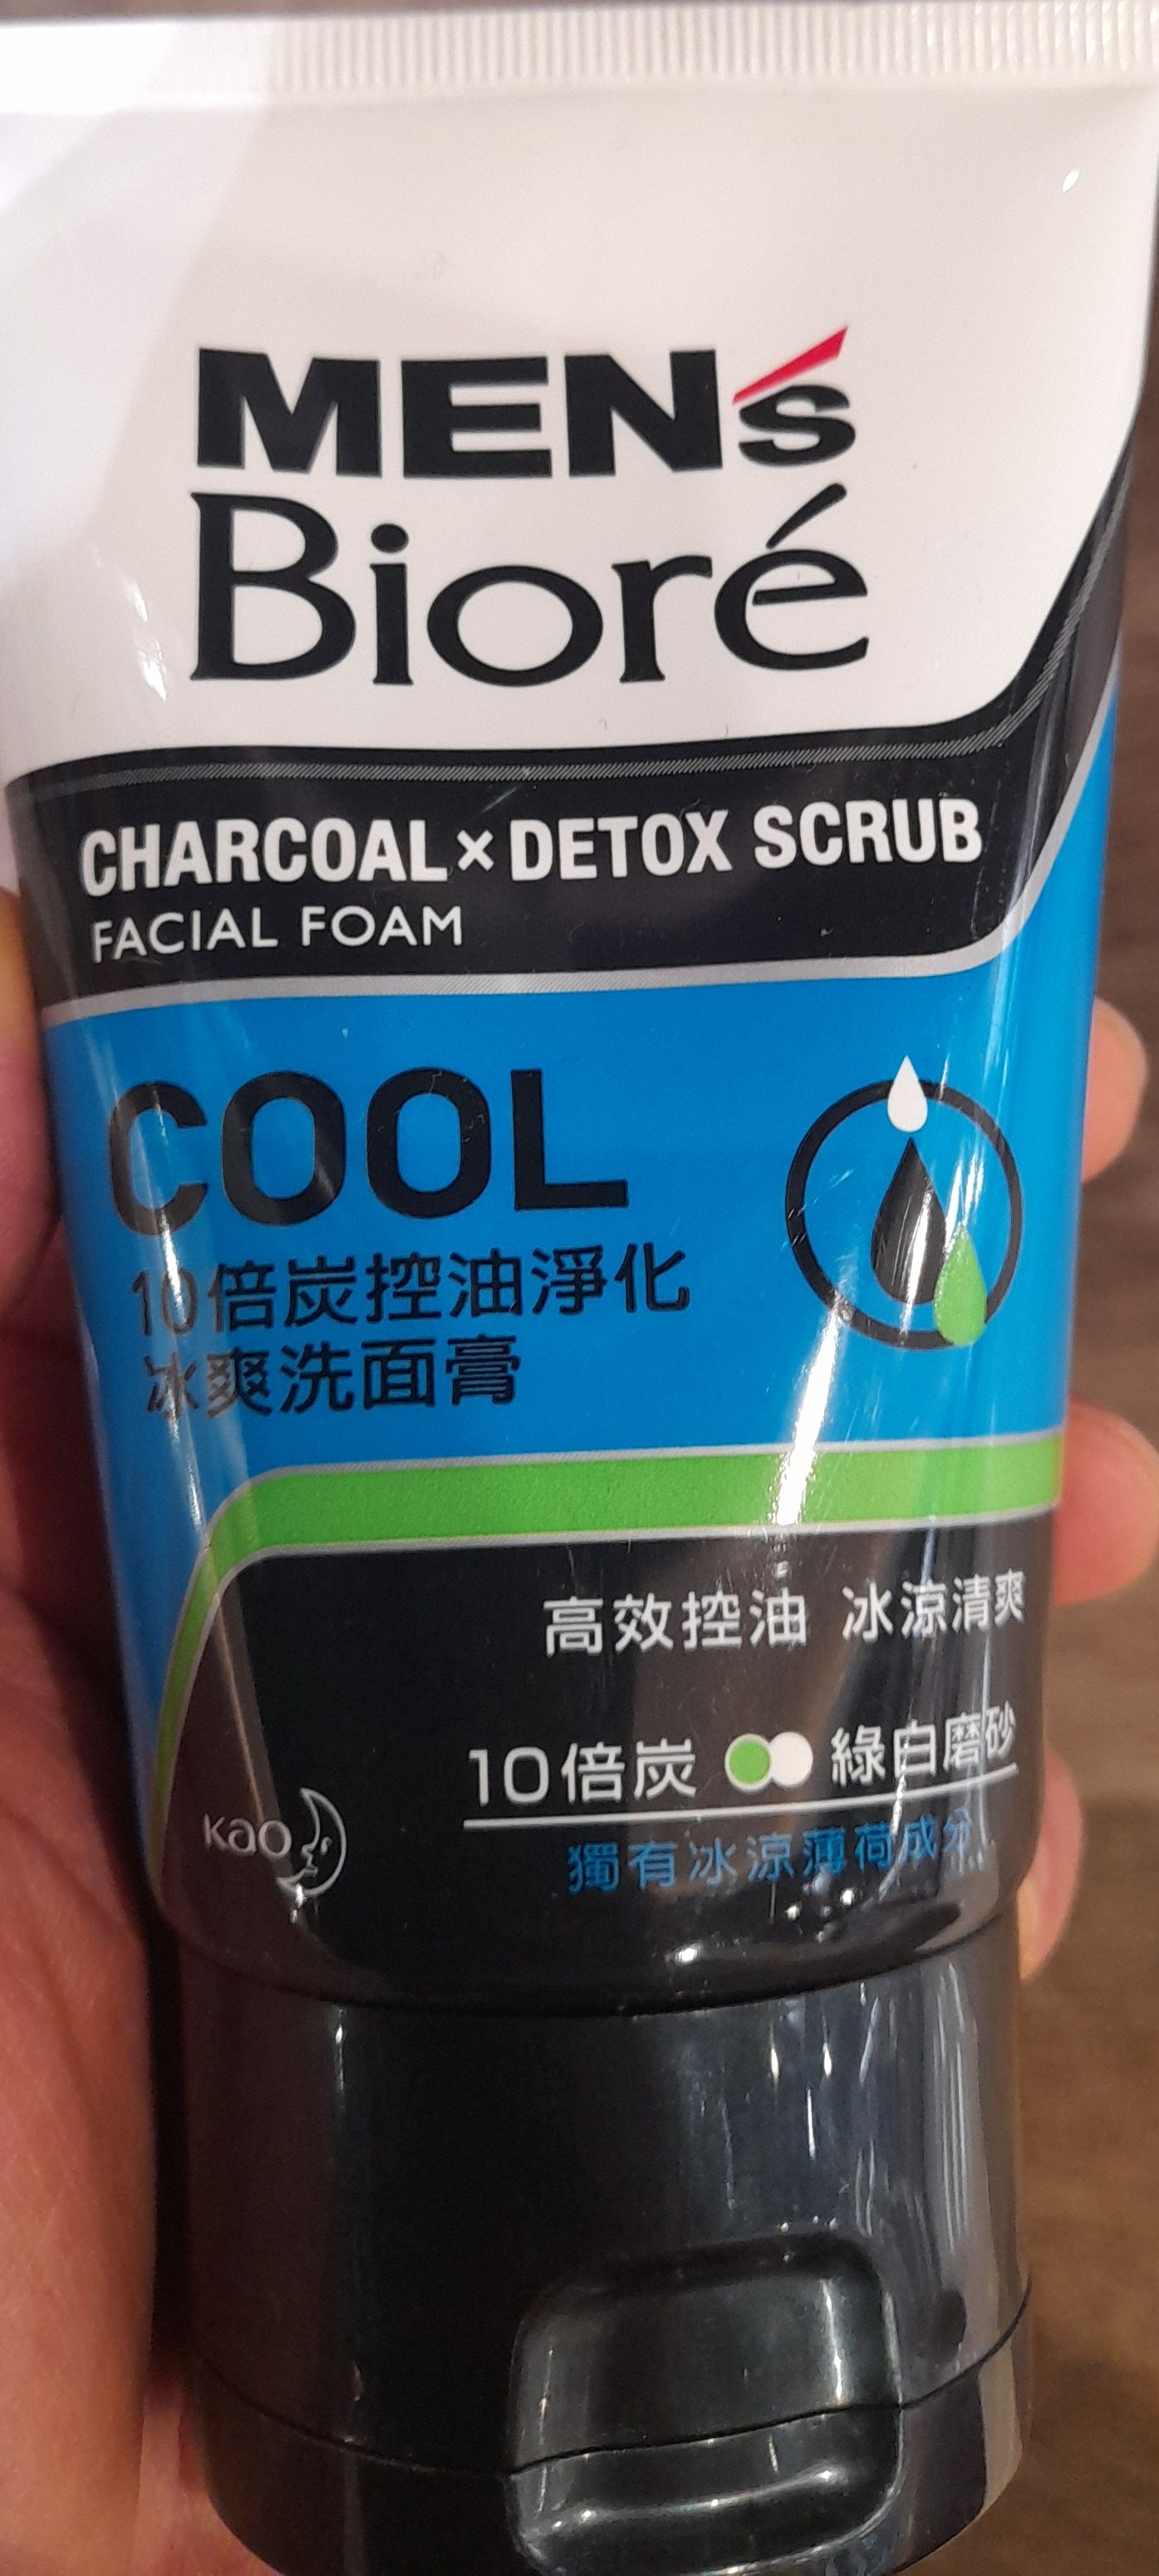 MEN's
Bioré
CHARCOAL×DETOX SCRUB
FACIAL FOAM
COOL
10倍炭控油淨化
冰爽洗面膏
高效控油 冰涼清爽
10倍炭 綠白磨砂
獨有冰涼薄荷成分
Kao